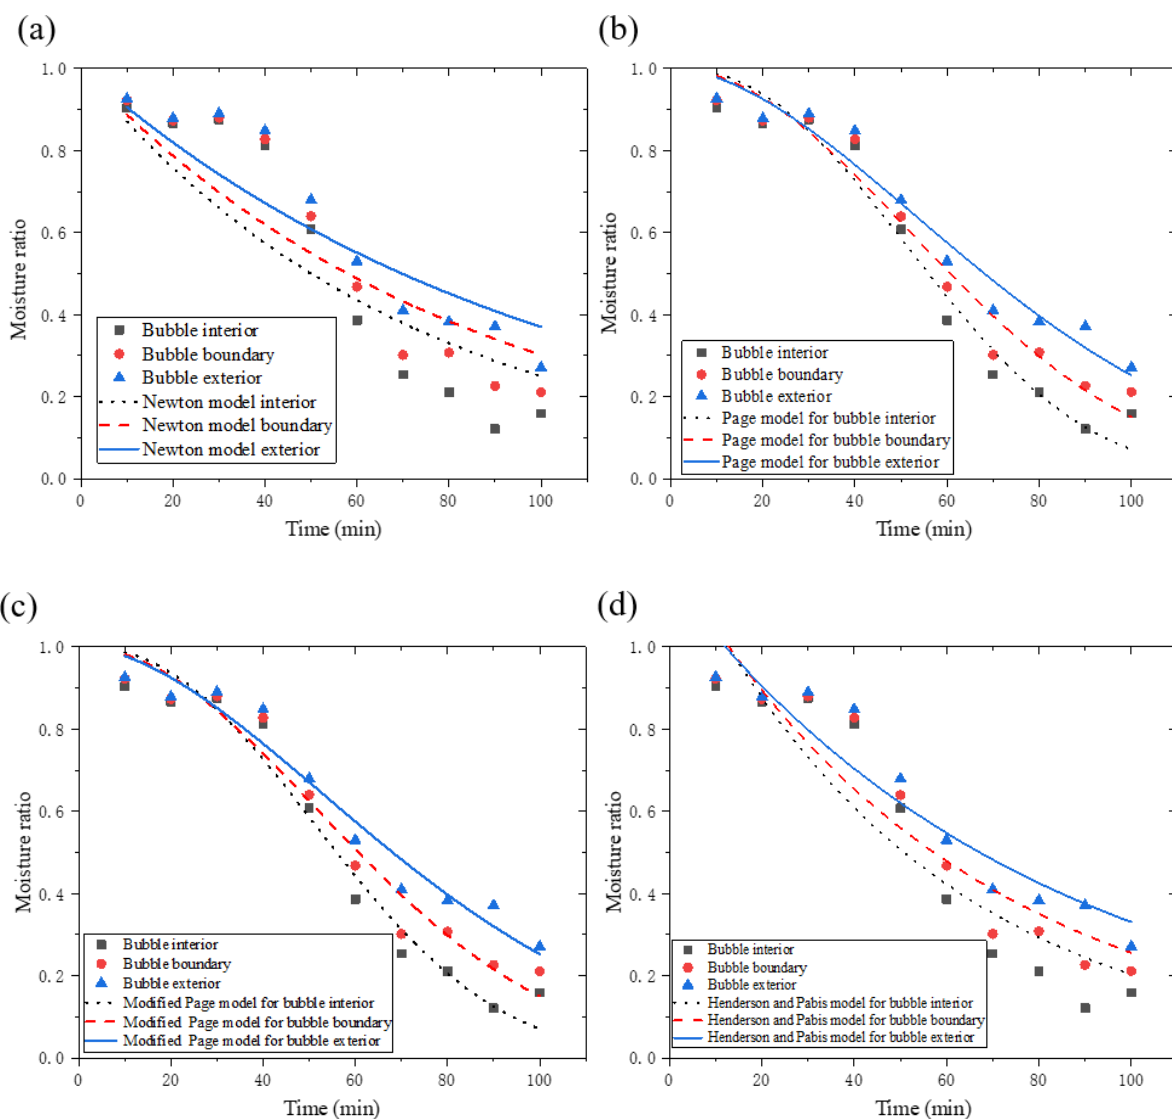 (a)
1.0
0.8
0.6
0.4
0.2
0.0
Moisture ratio
Bubble interior
Bubble boundary
Bubble exterior
Newton model interior
Newton model boundary
Newton model exterior
0 20 40 60 80 100
Time (min)
(b)
1.0
0.8
0.6
0.4
0.2
0.0
Moisture ratio
Bubble interior
Bubble boundary
Bubble exterior
Page model for bubble interior
Page model for bubble boundary
Page model for bubble exterior
0 20 40 60 80 100
Time (min)
(c)
1.0
0.8
0.6
0.4
0.2
0.0
Moisture ratio
Bubble interior
Bubble boundary
Bubble exterior
Modified Page model for bubble interior
Modified Page model for bubble boundary
Modified Page model for bubble exterior
0 20 40 60 80 100
Time (min)
(d)
1.0
0.8
0.6
0.4
0.2
0.0
Moisture ratio
Bubble interior
Bubble boundary
Bubble exterior
Henderson and Pabis model for bubble interior
Henderson and Pabis model for bubble boundary
Henderson and Pabis model for bubble exterior
0 20 40 60 80 100
Time (min)